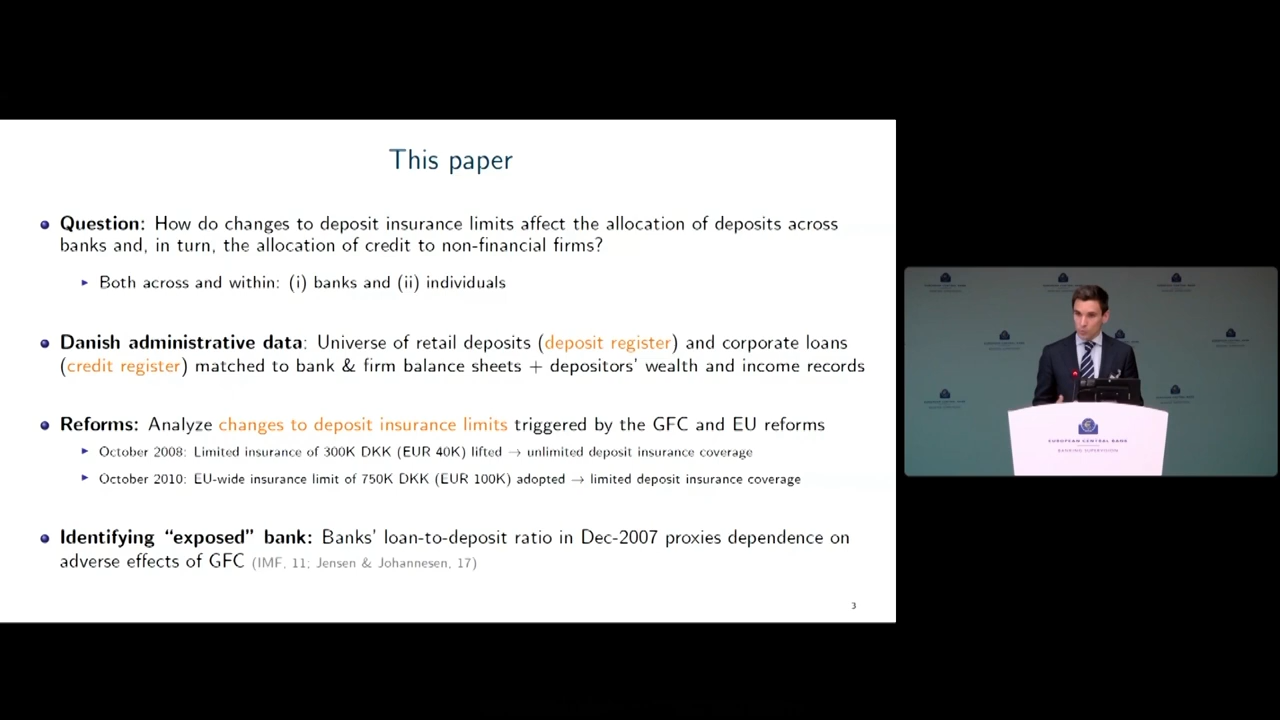 This paper
Question: How do changes to deposit insurance limits affect the allocation of deposits across
banks and, in turn, the allocation of credit to non-financial firms?
Both across and within: (i) banks and (ii) individuals
Danish administrative data: Universe of retail deposits (deposit register) and corporate loans
(credit register) matched to bank & firm balance sheets + depositors' wealth and income records
Reforms: Analyze changes to deposit insurance limits triggered by the GFC and EU reforms
October 2008: Limited insurance of 300K DKK (EUR 40K) lifted → unlimited deposit insurance coverage
October 2010: EU-wide insurance limit of 750K DKK (EUR 100K) adopted → limited deposit insurance coverage
Identifying "exposed" bank: Banks' loan-to-deposit ratio in Dec-2007 proxies dependence on
adverse effects of GFC (IMF, 11; Jensen & Johannesen, 17)
3
EUROPEAN CENTRAL BANK
BANKING SUPERVISION